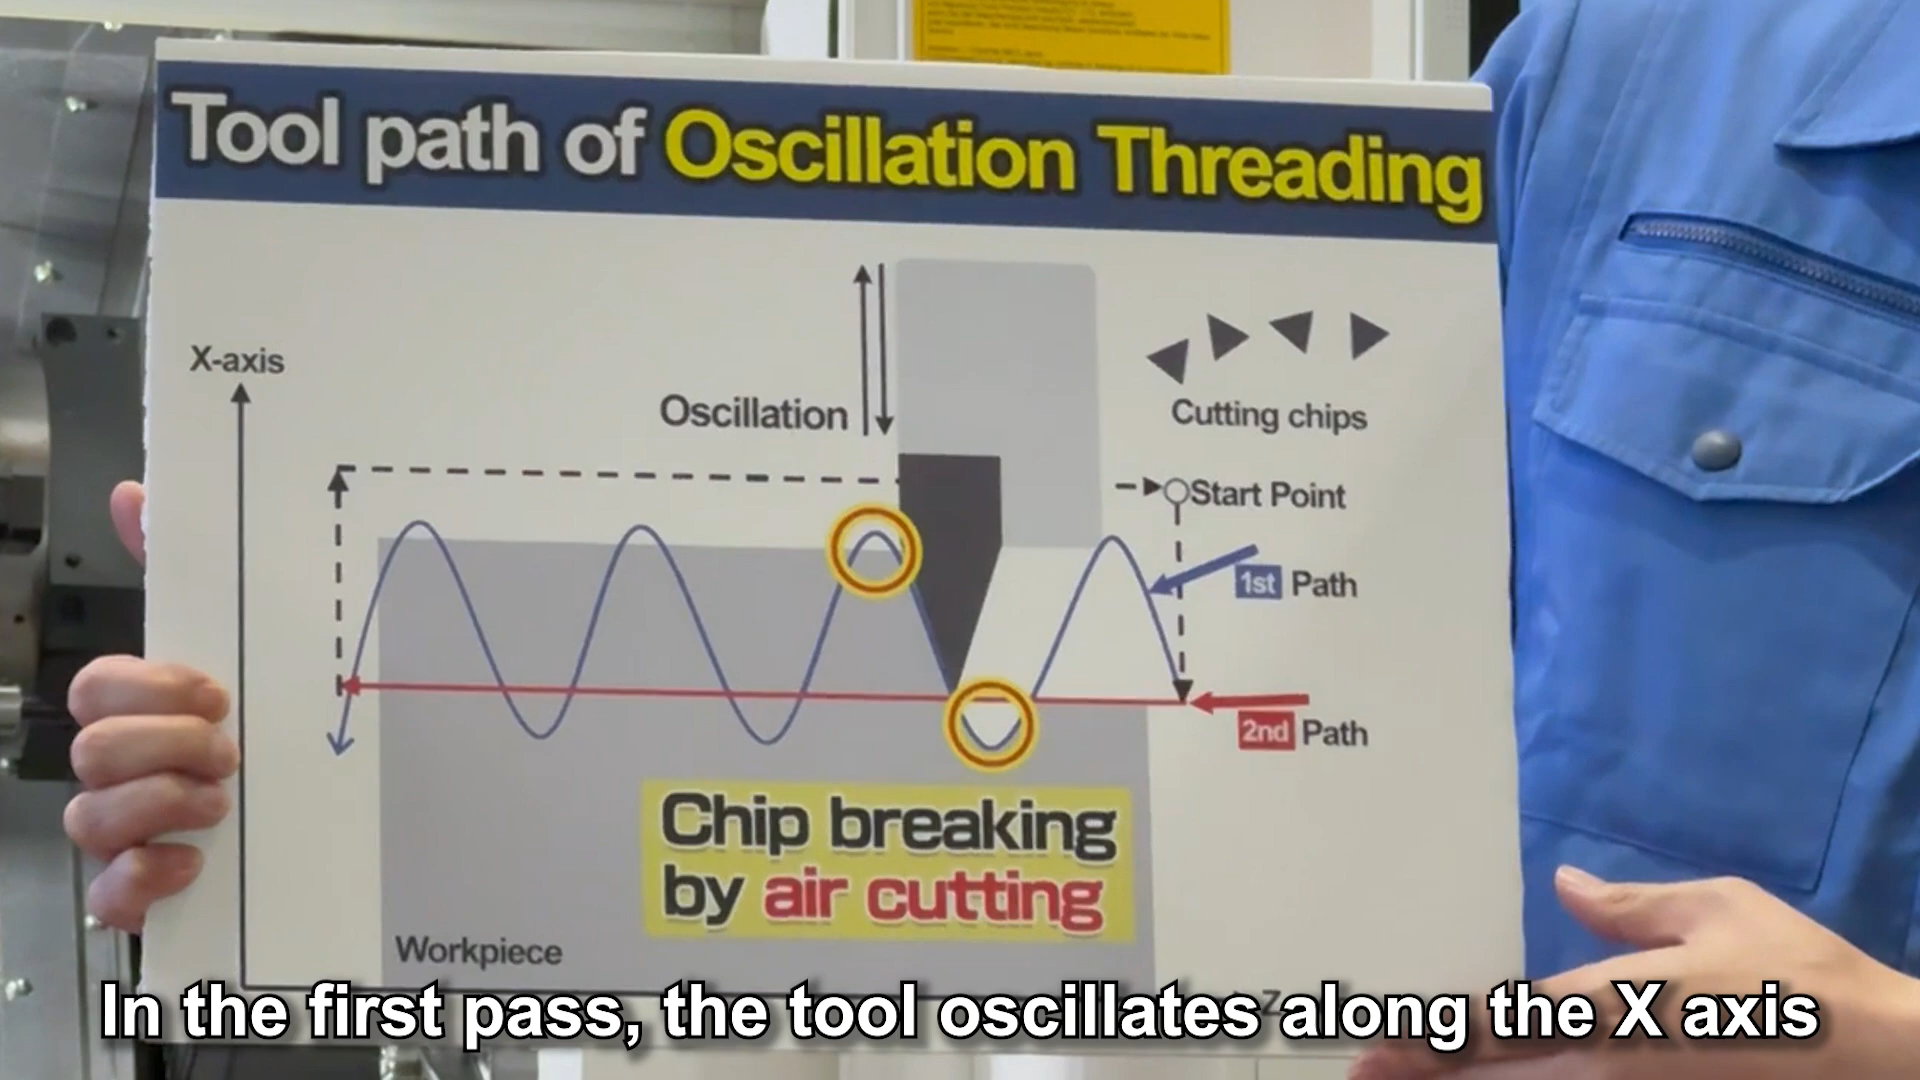 Tool path of Oscillation Threading
X-axis
Oscillation
Cutting chips
Start Point
1st Path
2nd Path
Chip breaking
by air cutting
Workpiece
Z
In the first pass, the tool oscillates along the X axis